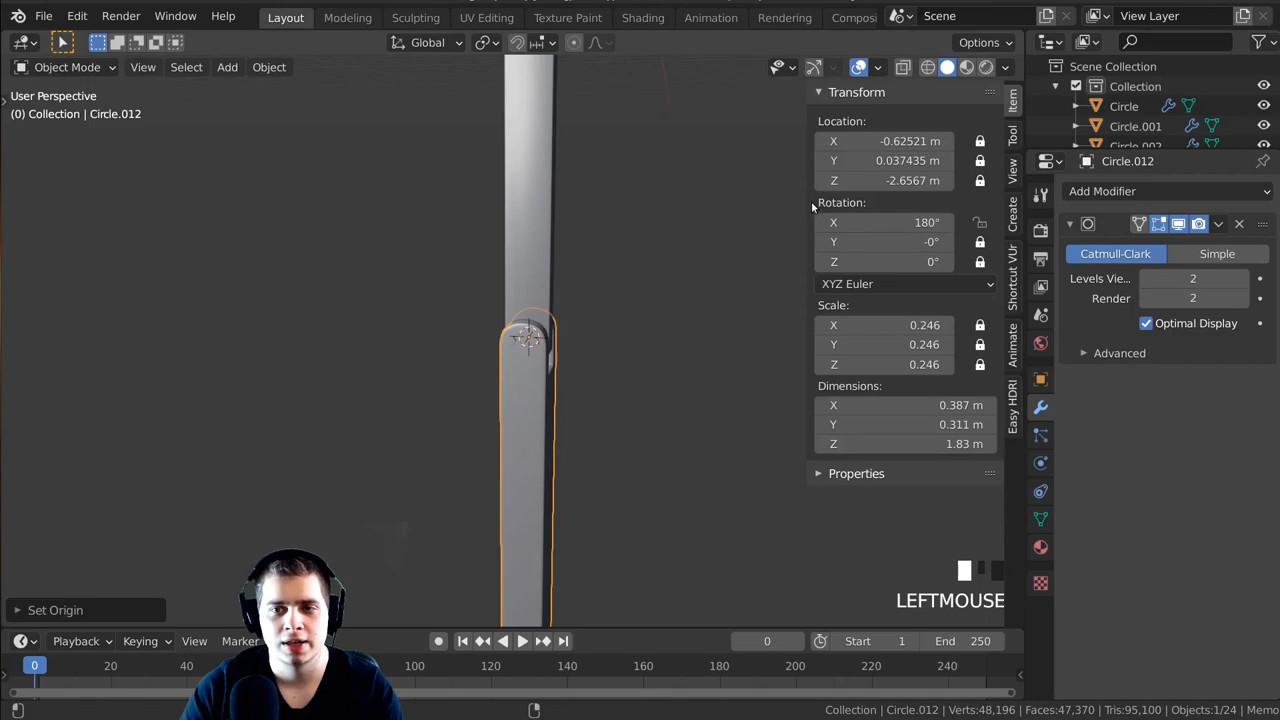 File Edit Render Window Help Layout Modeling Sculpting UV Editing Texture Paint Shading Animation Rendering Composi Scene View Layer
Global Options
Object Mode View Select Add Object
User Perspective
(0) Collection | Circle.012
Scene Collection
Collection
Circle
Circle.001
Circle.002
Transform
Location:
X -0.62521 m
Y 0.037435 m
Z -2.6567 m
Rotation:
X 180°
Y -0°
Z 0°
XYZ Euler
Scale:
X 0.246
Y 0.246
Z 0.246
Dimensions:
X 0.387 m
Y 0.311 m
Z 1.83 m
Properties
Item
Tool
View
Create
Shortcut VUr
Animate
Easy HDRI
Circle.012
Add Modifier
Catmull-Clark Simple
Levels Vie... 2
Render 2
Optimal Display
Advanced
LEFTMOUSE
Set Origin
Playback Keying View Marker 0 Start 1 End 250
0 20 40 100 120 140 160 180 200 220 240
Collection | Circle.012 | Verts:48,196 | Faces:47,370 | Tris:95,100 | Objects:1/24 | Memo